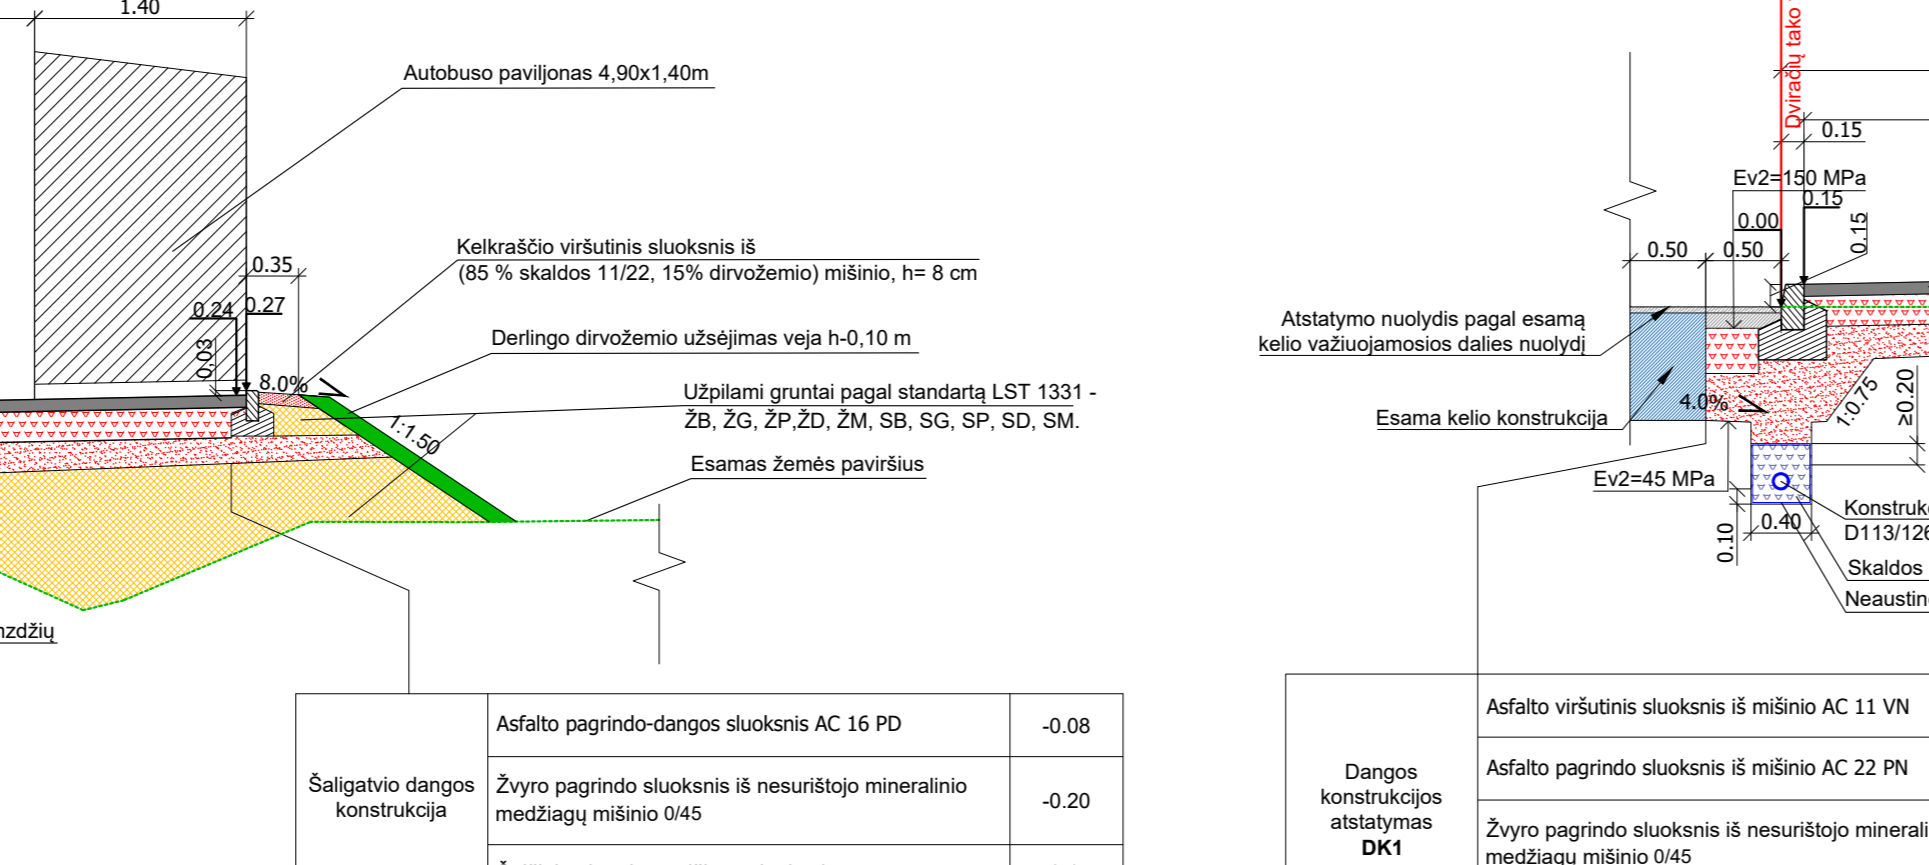 1.40
Autobuso paviljonas 4,90x1,40m
Kelkraščio viršutinis sluoksnis iš
(85 % skaldos 11/22, 15% dirvožemio) mišinio, h= 8 cm
0.35
0.24
0.27
0,03
8.0%
Derlingo dirvožemio užsėjimas veja h-0,10 m
Užpilami gruntai pagal standartą LST 1331 -
ŽB, ŽG, ŽP,ŽD, ŽM, SB, SG, SP, SD, SM.
1:1.50
Esamas žemės paviršius
Šaligatvio dangos
konstrukcija
Asfalto pagrindo-dangos sluoksnis AC 16 PD
-0.08
Žvyro pagrindo sluoksnis iš nesurištojo mineralinio
medžiagų mišinio 0/45
-0.20
Dviračių tako
0.15
Ev2=150 MPa
0.15
0.00
0.15
0.50
0.50
Atstatymo nuolydis pagal esamą
kelio važiuojamosios dalies nuolydį
Esama kelio konstrukcija
4.0%
1:0.75
≥0.20
Ev2=45 MPa
0.10
0.40
D113/126
Skaldos
Dangos
konstrukcijos
atstatymas
DK1
Asfalto viršutinis sluoksnis iš mišinio AC 11 VN
Asfalto pagrindo sluoksnis iš mišinio AC 22 PN
Žvyro pagrindo sluoksnis iš nesurištojo
medžiagų mišinio 0/45